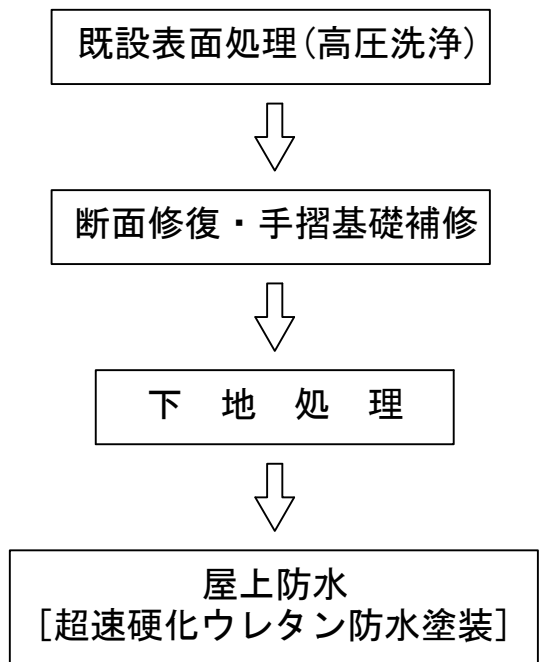 既設表面処理(高圧洗浄)
断面修復・手摺基礎補修
下　地　処　理
屋上防水
[超速硬化ウレタン防水塗装]